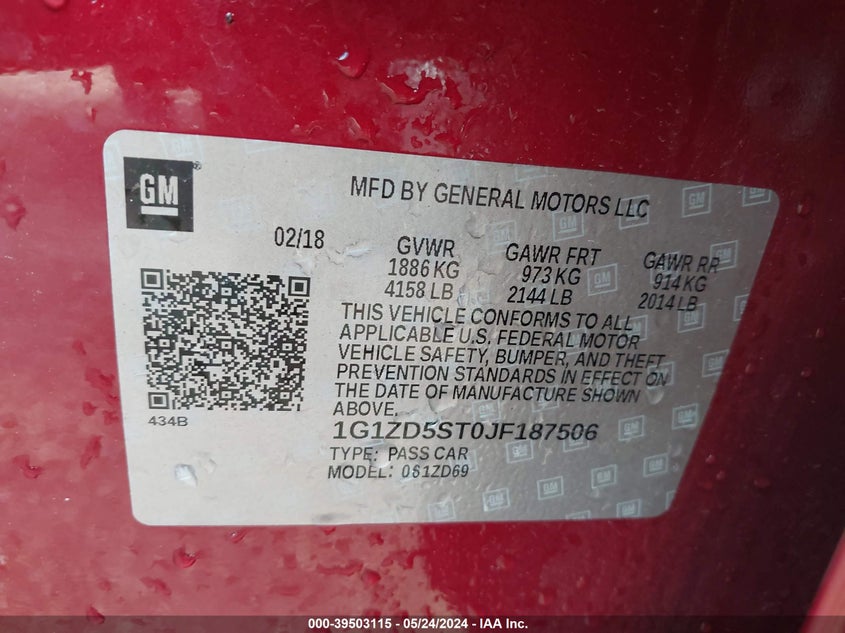 GM
MFD BY GENERAL MOTORS LLC
02/18 GVWR GAWR FRT GAWR RR
1886 KG 973 KG 914 KG
4158 LB 2144 LB 2014 LB
THIS VEHICLE CONFORMS TO ALL
APPLICABLE U.S. FEDERAL MOTOR
VEHICLE SAFETY, BUMPER, AND THEFT
PREVENTION STANDARDS IN EFFECT ON
THE DATE OF MANUFACTURE SHOWN
ABOVE.
434B
1G1ZD5ST0JF187506
TYPE: PASS CAR
MODEL: 061ZD69
000-39503115 - 05/24/2024 - IAAI Inc.